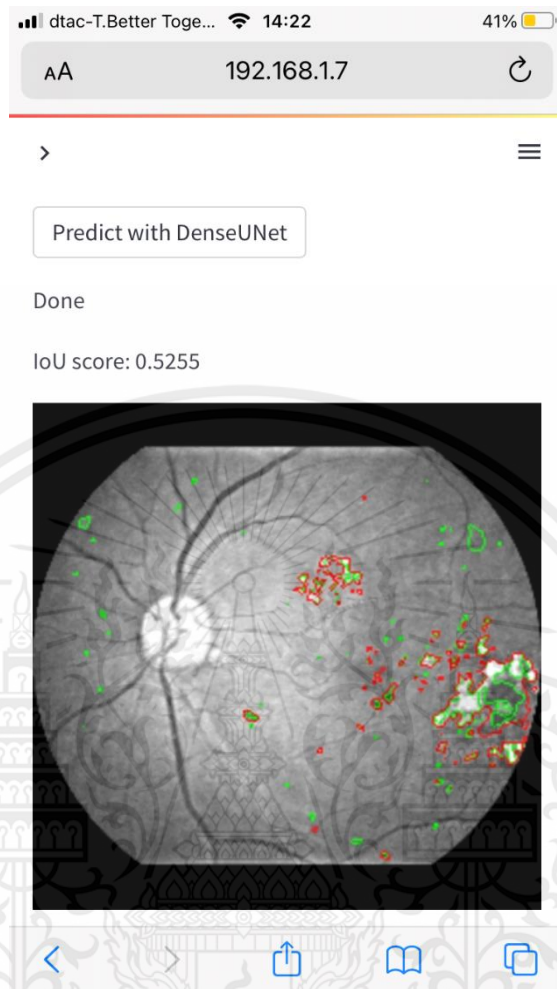 dtac-T.Better Toge... 14:22 41%
AA 192.168.1.7
Predict with DenseUNet
Done
IoU score: 0.5255